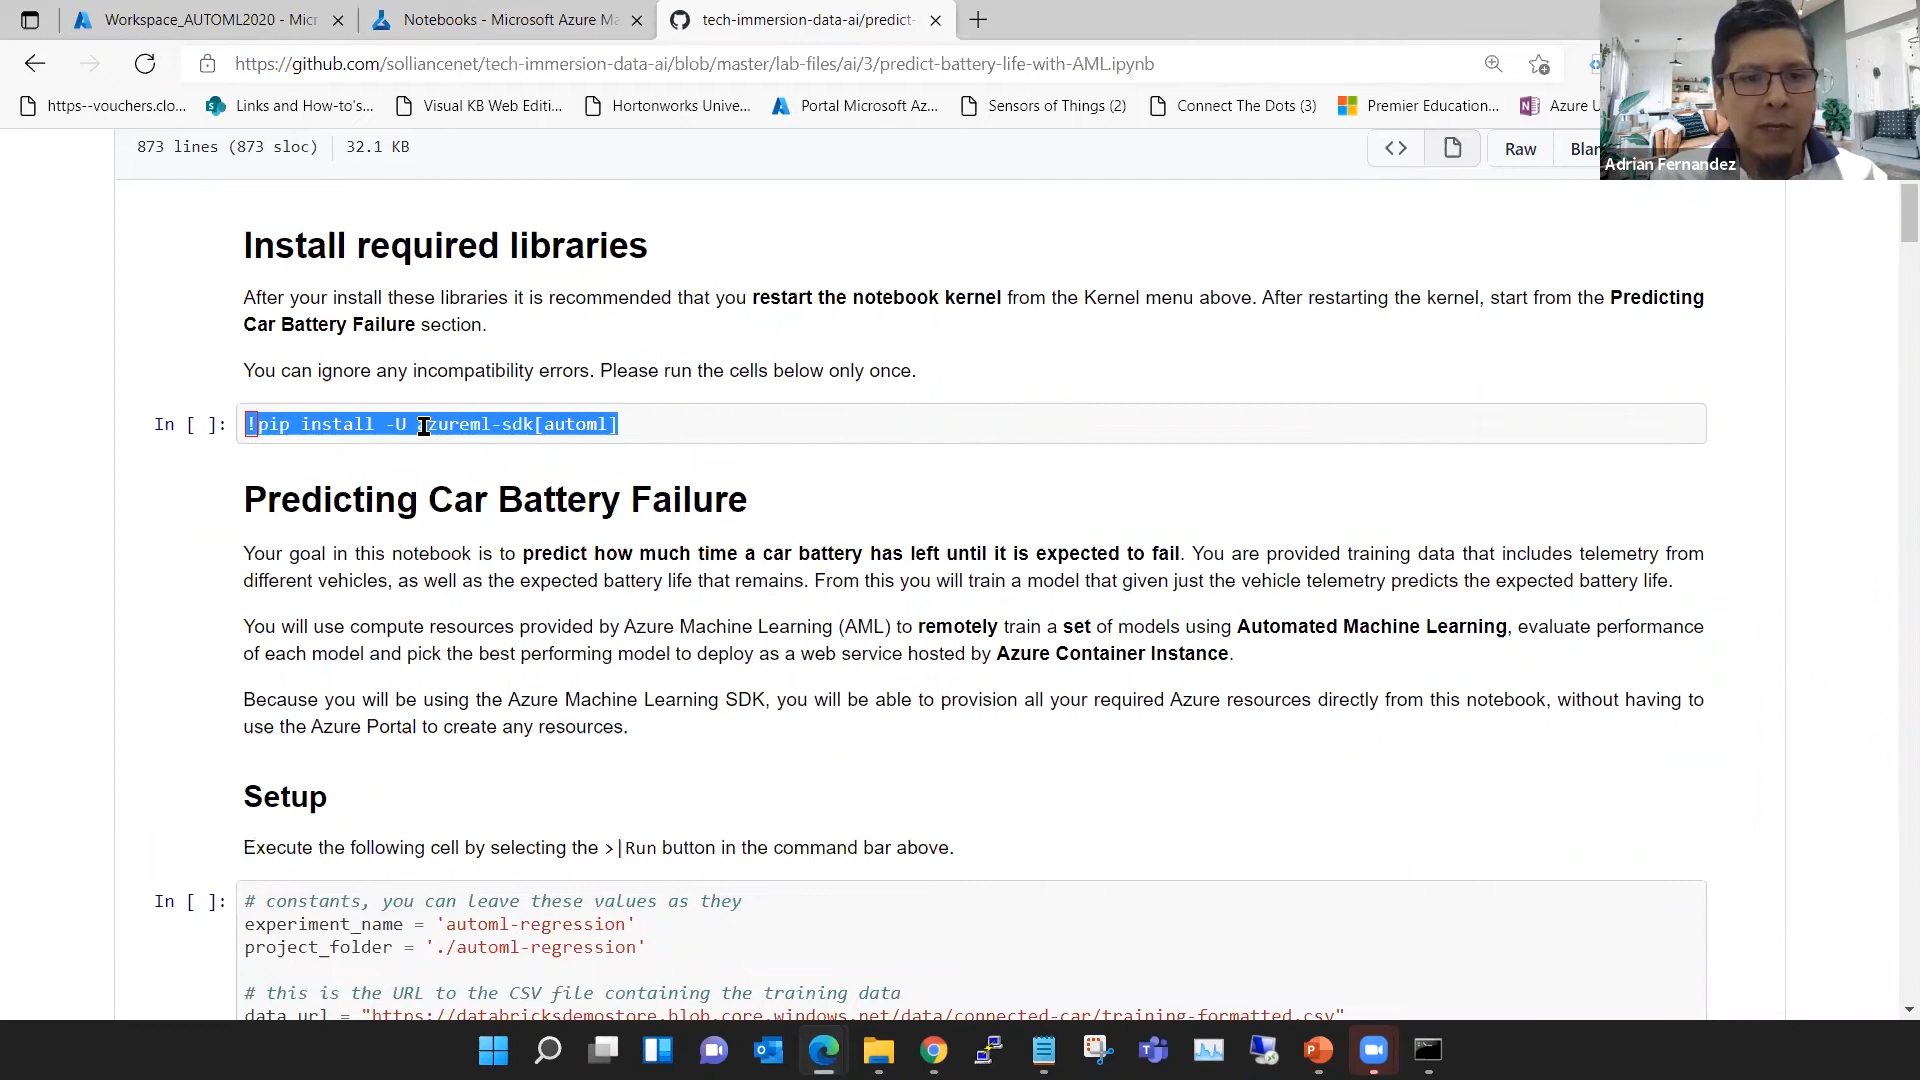 Workspace_AUTOML2020 - Micr
Notebooks - Microsoft Azure Ma
tech-immersion-data-ai/predict-
https://github.com/solliancenet/tech-immersion-data-ai/blob/master/lab-files/ai/3/predict-battery-life-with-AML.ipynb
https--vouchers.clo...
Links and How-to's...
Visual KB Web Editi...
Hortonworks Unive...
Portal Microsoft Az...
Sensors of Things (2)
Connect The Dots (3)
Premier Education...
Azure U
Adrian Fernandez
873 lines (873 sloc)
32.1 KB
Raw
Blam
Install required libraries
After your install these libraries it is recommended that you restart the notebook kernel from the Kernel menu above. After restarting the kernel, start from the Predicting
Car Battery Failure section.
You can ignore any incompatibility errors. Please run the cells below only once.
In [ ]: !pip install -U azureml-sdk[automl]
Predicting Car Battery Failure
Your goal in this notebook is to predict how much time a car battery has left until it is expected to fail. You are provided training data that includes telemetry from
different vehicles, as well as the expected battery life that remains. From this you will train a model that given just the vehicle telemetry predicts the expected battery life.
You will use compute resources provided by Azure Machine Learning (AML) to remotely train a set of models using Automated Machine Learning, evaluate performance
of each model and pick the best performing model to deploy as a web service hosted by Azure Container Instance.
Because you will be using the Azure Machine Learning SDK, you will be able to provision all your required Azure resources directly from this notebook, without having to
use the Azure Portal to create any resources.
Setup
Execute the following cell by selecting the >|Run button in the command bar above.
In [ ]: # constants, you can leave these values as they
experiment_name = 'automl-regression'
project_folder = './automl-regression'
# this is the URL to the CSV file containing the training data
data_url = "https://databricksdemostore.blob.core.windows.net/data/connected-car/training-formatted.csv"